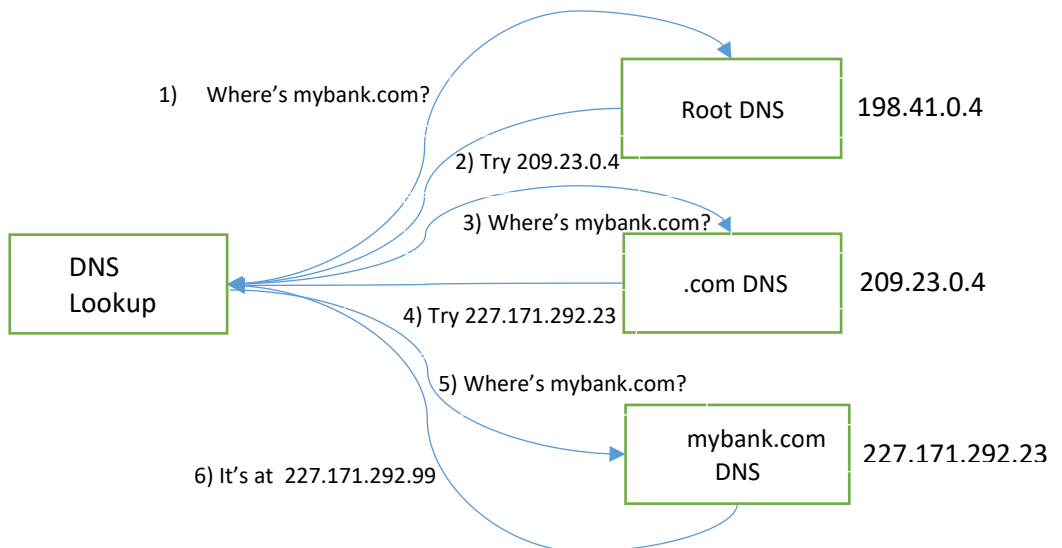 1) Where's mybank.com?
Root DNS
198.41.0.4
2) Try 209.23.0.4
3) Where's mybank.com?
DNS
Lookup
.com DNS
209.23.0.4
4) Try 227.171.292.23
5) Where's mybank.com?
mybank.com
DNS
227.171.292.23
6) It's at 227.171.292.99